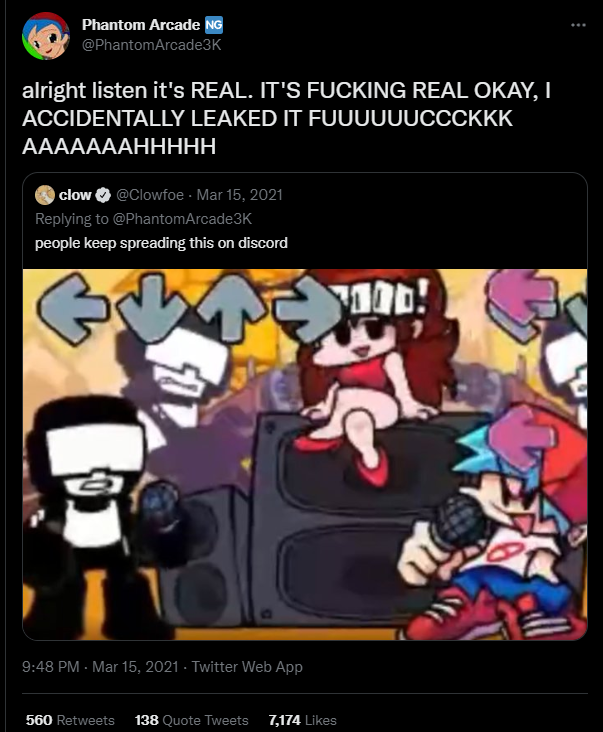 Phantom Arcade NG
@PhantomArcade3K
alright listen it's REAL. IT'S FUCKING REAL OKAY, I
ACCIDENTALLY LEAKED IT FUUUUUUCCCKKK
AAAAAAAHHHHH
clow @Clowfoe · Mar 15, 2021
Replying to @PhantomArcade3K
people keep spreading this on discord
9:48 PM · Mar 15, 2021 · Twitter Web App
560 Retweets 138 Quote Tweets 7,174 Likes